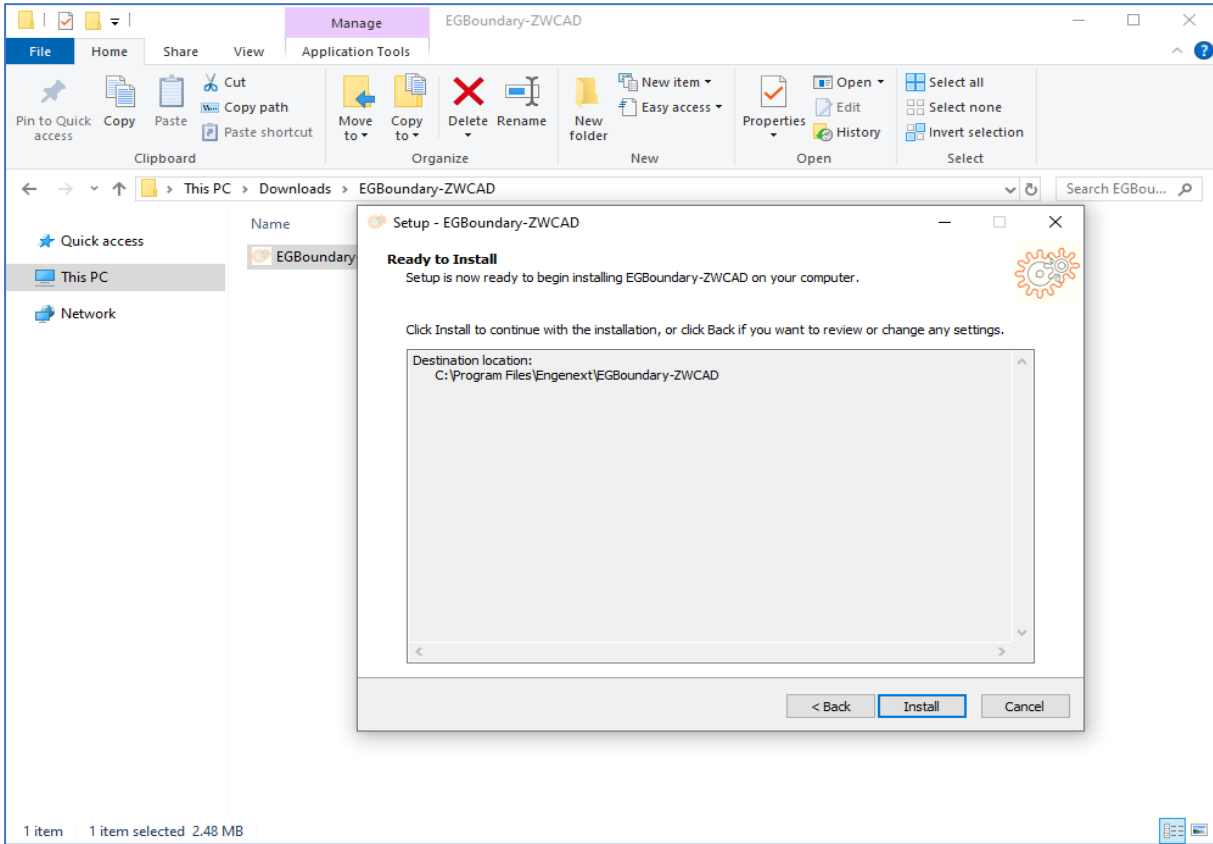 Manage EGBoundary-ZWCAD
File Home Share View Application Tools
Pin to Quick access
Copy
Paste
Cut
Copy path
Paste shortcut
Clipboard
Move to
Copy to
Delete
Rename
Organize
New folder
New item
Easy access
New
Properties
Open
Edit
History
Open
Select all
Select none
Invert selection
Select
This PC > Downloads > EGBoundary-ZWCAD
Search EGBou...
Quick access
This PC
Network
Name
EGBoundary
Setup - EGBoundary-ZWCAD
Ready to Install
Setup is now ready to begin installing EGBoundary-ZWCAD on your computer.
Click Install to continue with the installation, or click Back if you want to review or change any settings.
Destination location:
C:\Program Files\Engenext\EGBoundary-ZWCAD
< Back Install Cancel
1 item 1 item selected 2.48 MB